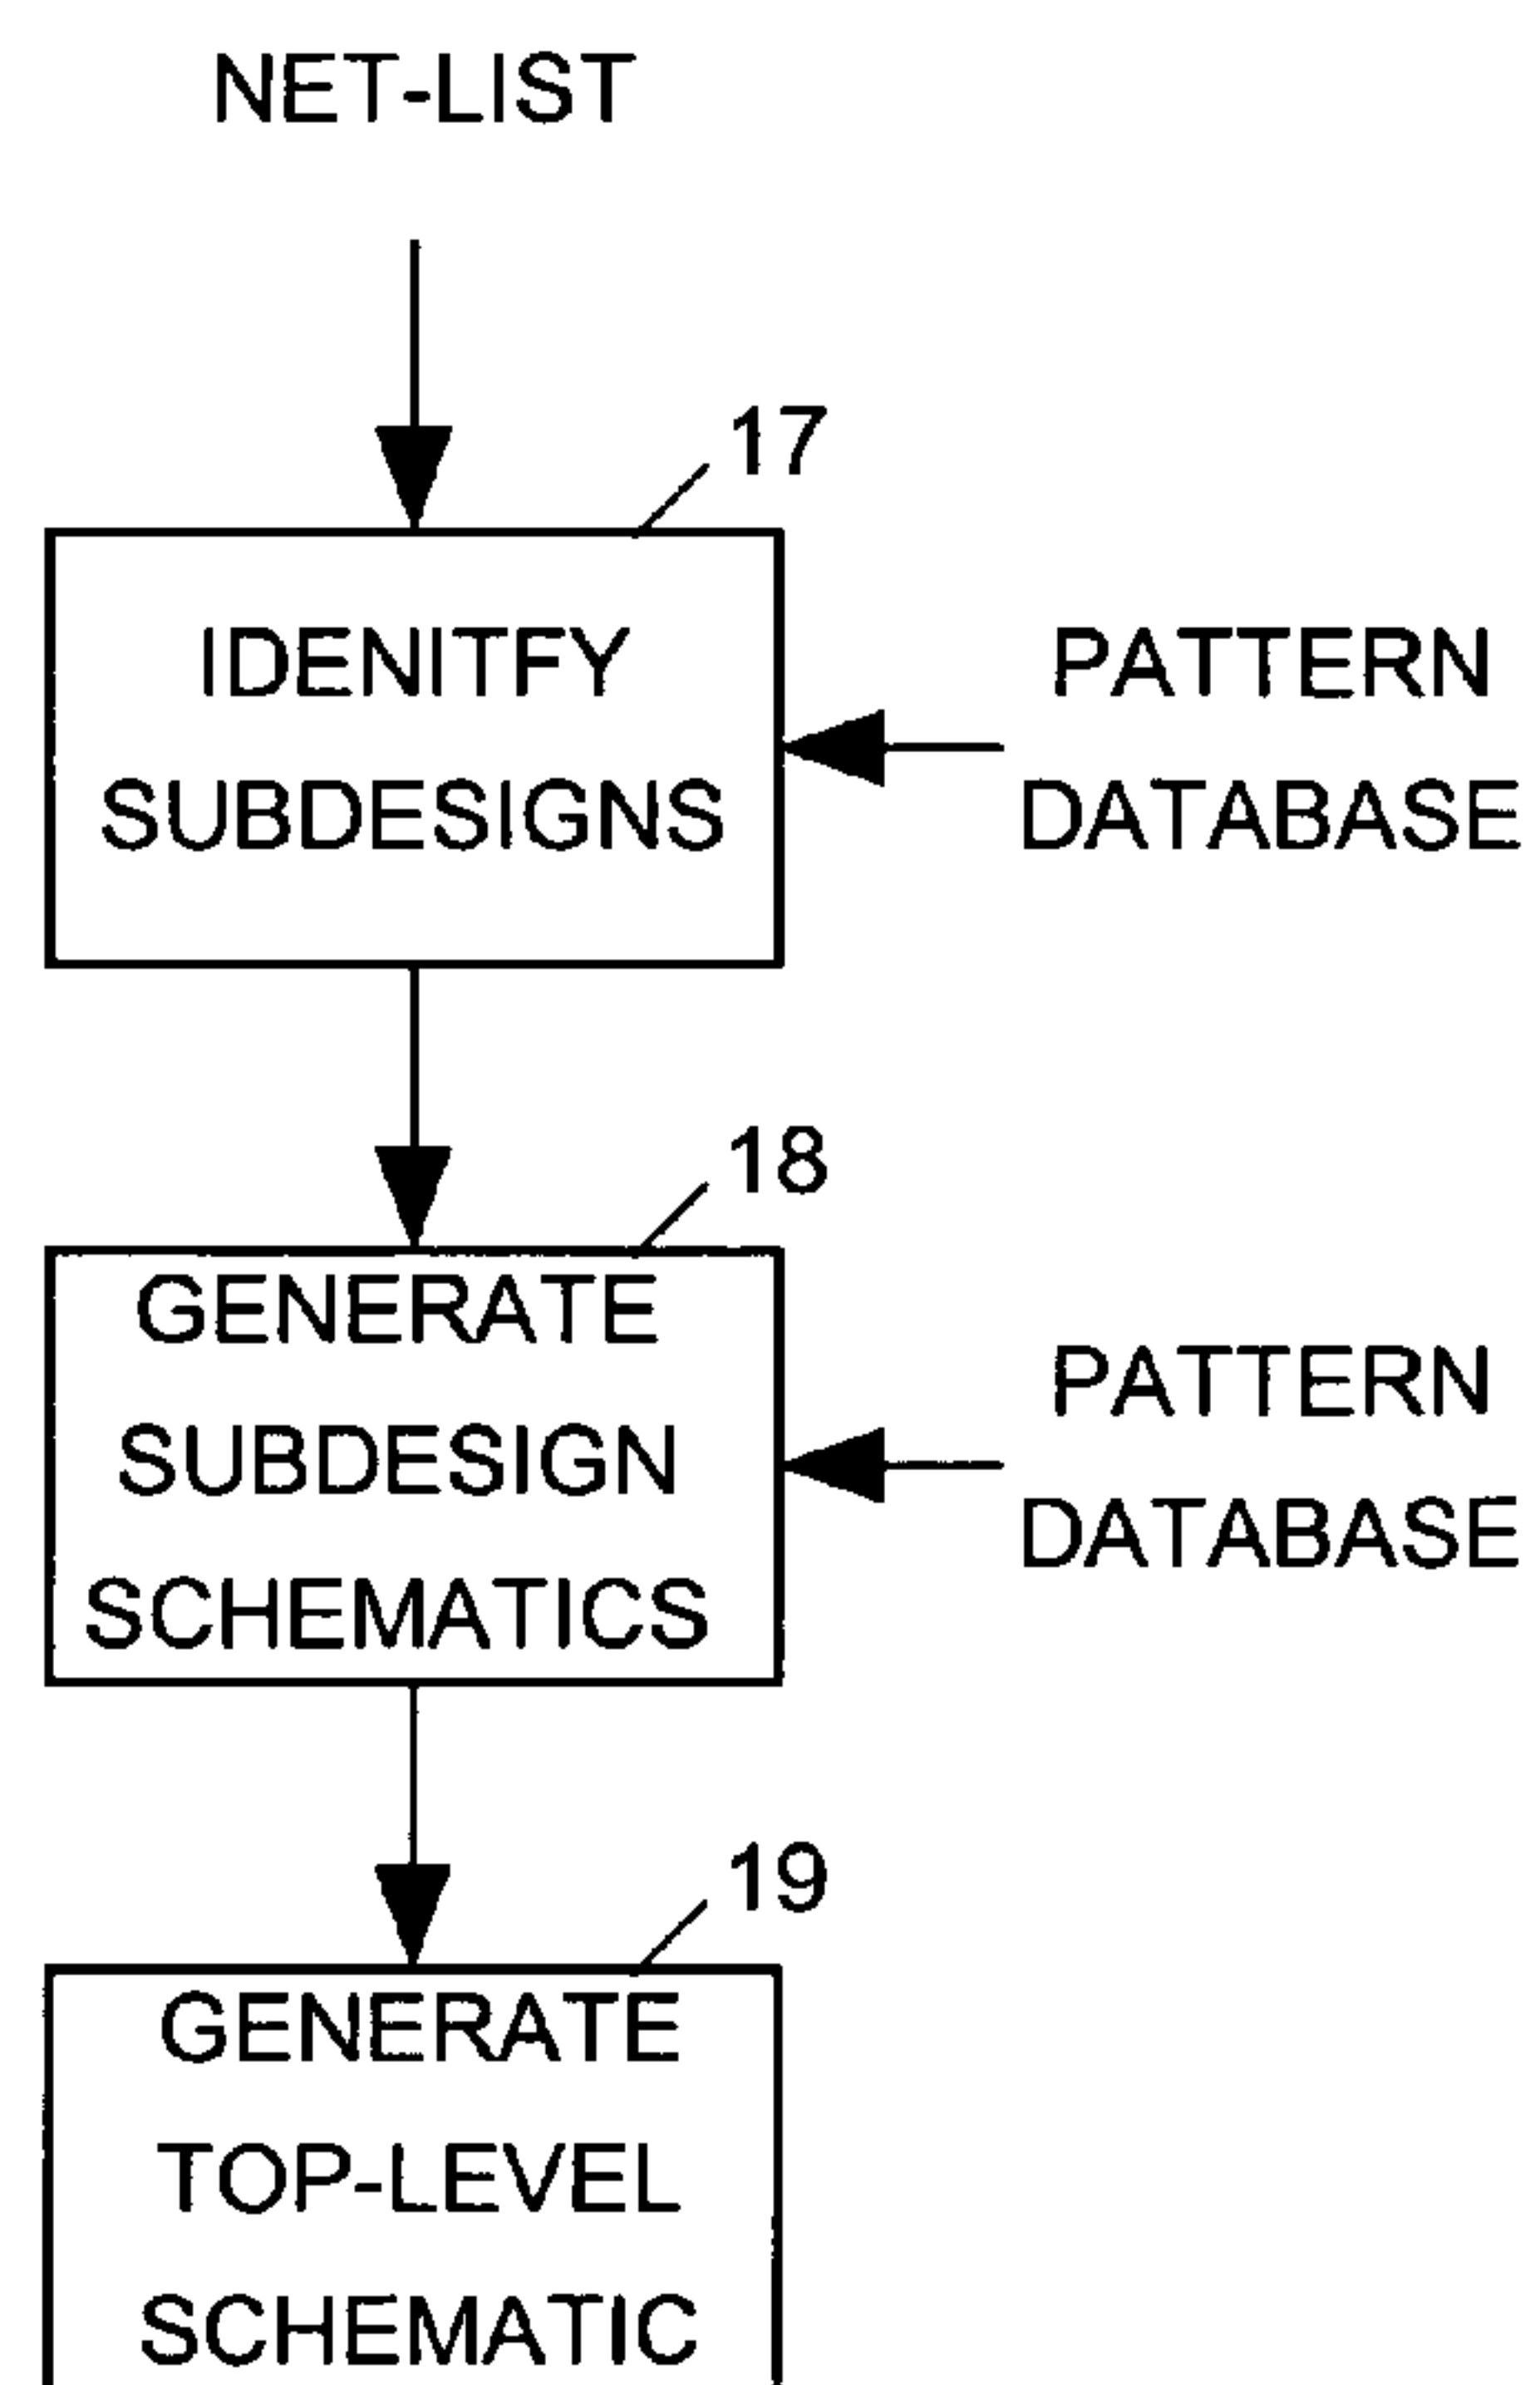 NET-LIST
17
IDENITFY
SUBDESIGNS
PATTERN
DATABASE
18
GENERATE
SUBDESIGN
SCHEMATICS
PATTERN
DATABASE
19
GENERATE
TOP-LEVEL
SCHEMATIC